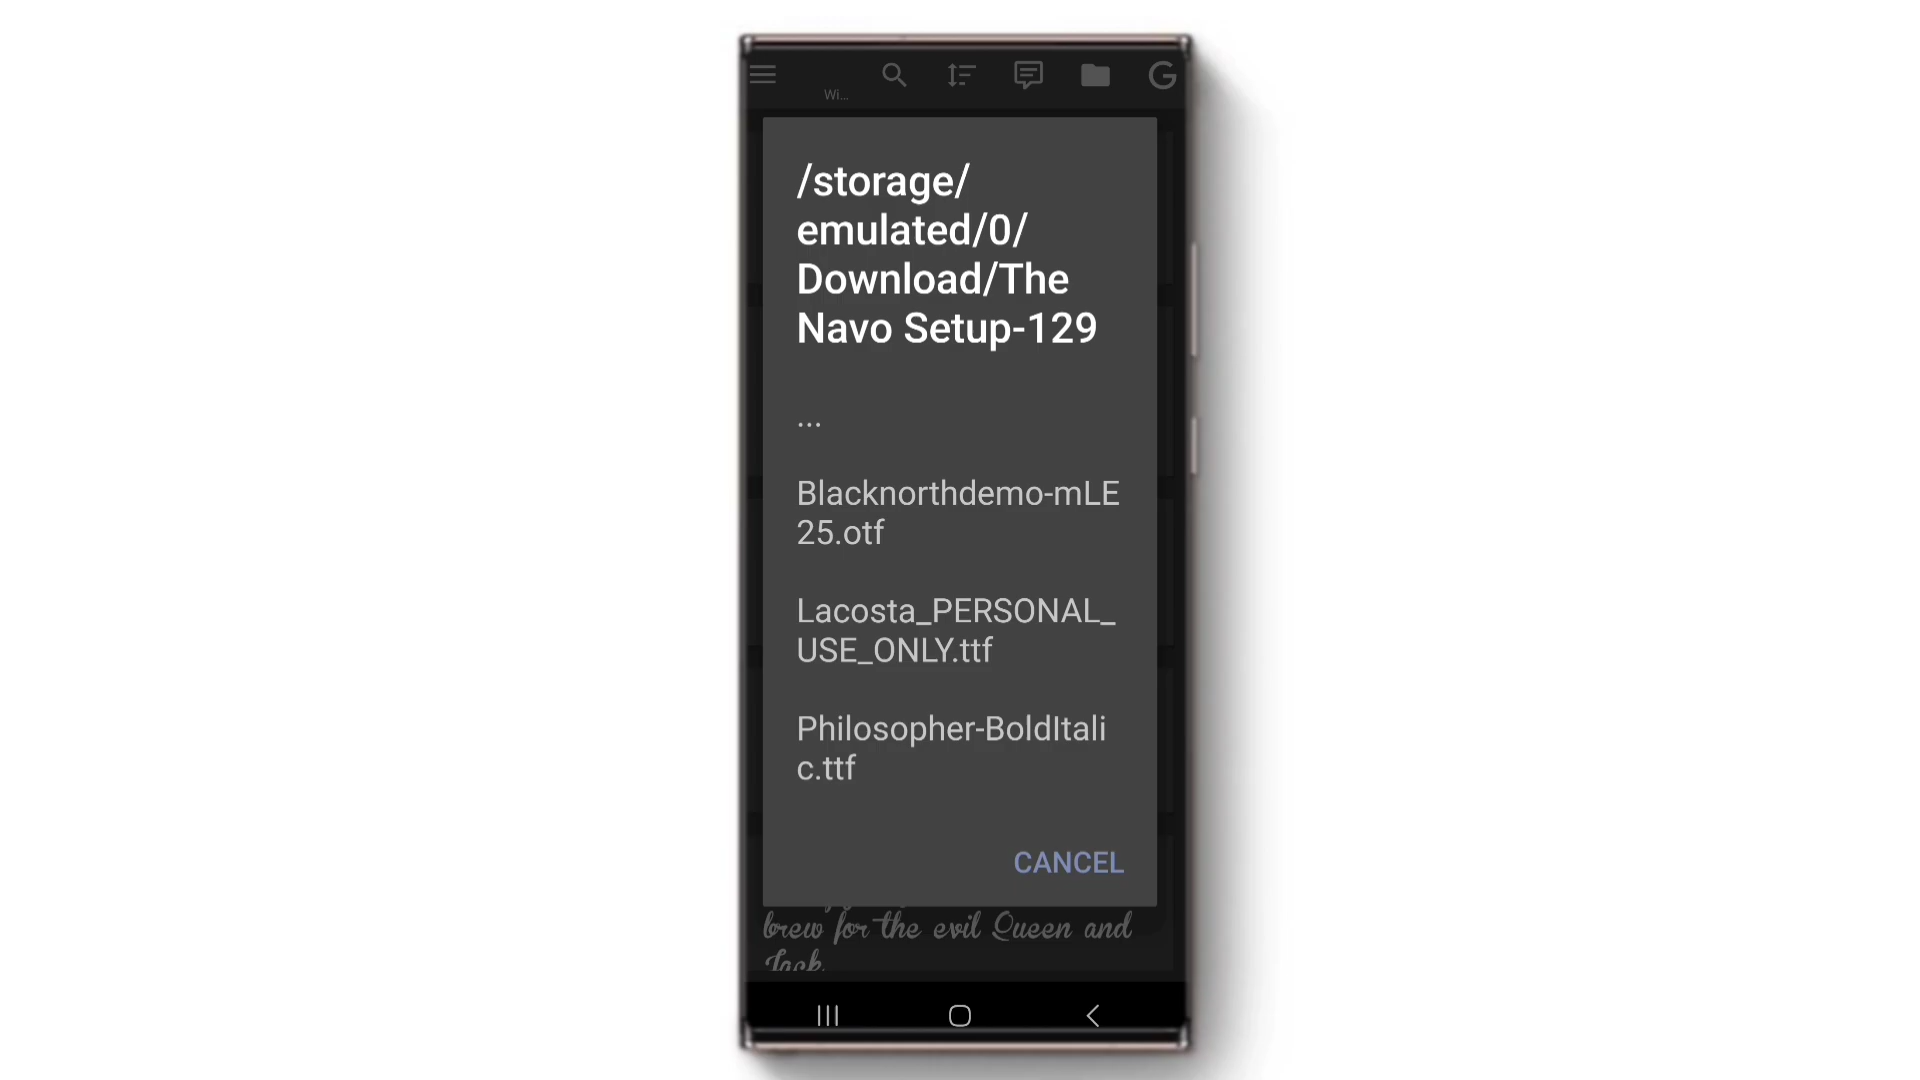 Wi...
/storage/
emulated/0/
Download/The
Navo Setup-129
...
Blacknorthdemo-mLE
25.otf
Lacosta_PERSONAL_
USE_ONLY.ttf
Philosopher-BoldItali
c.ttf
CANCEL
brew for the evil Queen and
Jack.